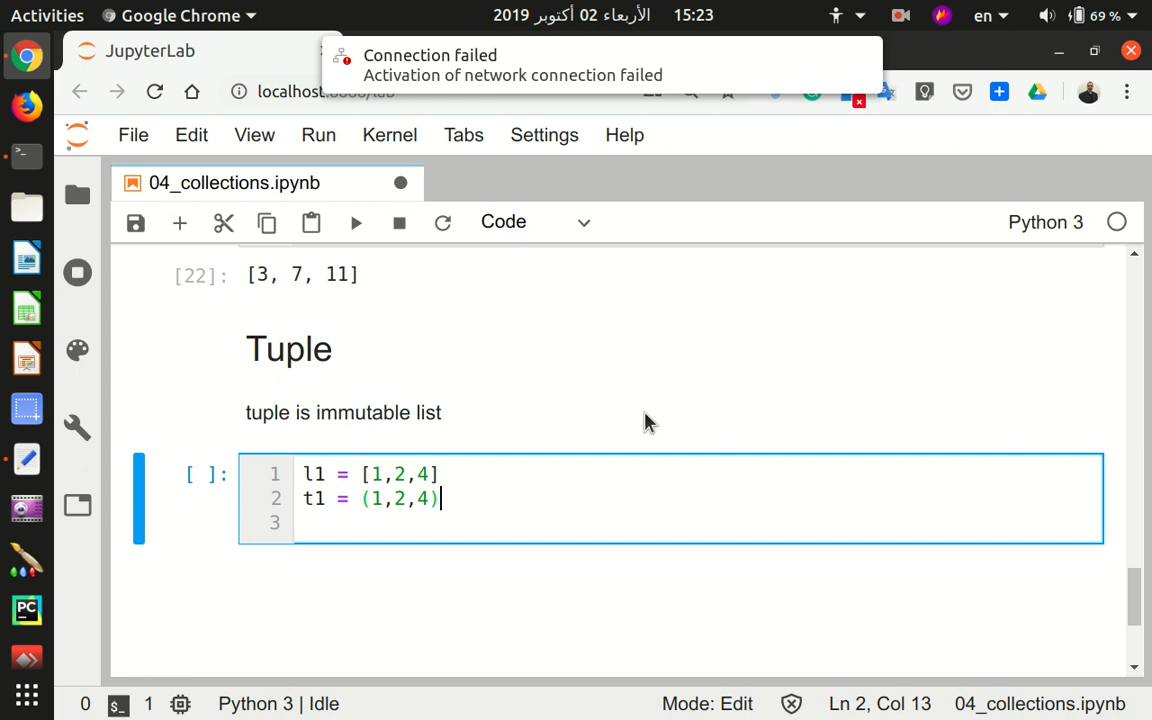 Activities
Google Chrome
الأربعاء 02 أكتوبر 2019
15:23
en
69 %
JupyterLab
Connection failed
Activation of network connection failed
File Edit View Run Kernel Tabs Settings Help
04_collections.ipynb
Code
Python 3
[22]: [3, 7, 11]
Tuple
tuple is immutable list
[ ]:
1 l1 = [1,2,4]
2 t1 = (1,2,4)
3
PC
0 $_ 1 Python 3 | Idle Mode: Edit Ln 2, Col 13 04_collections.ipynb